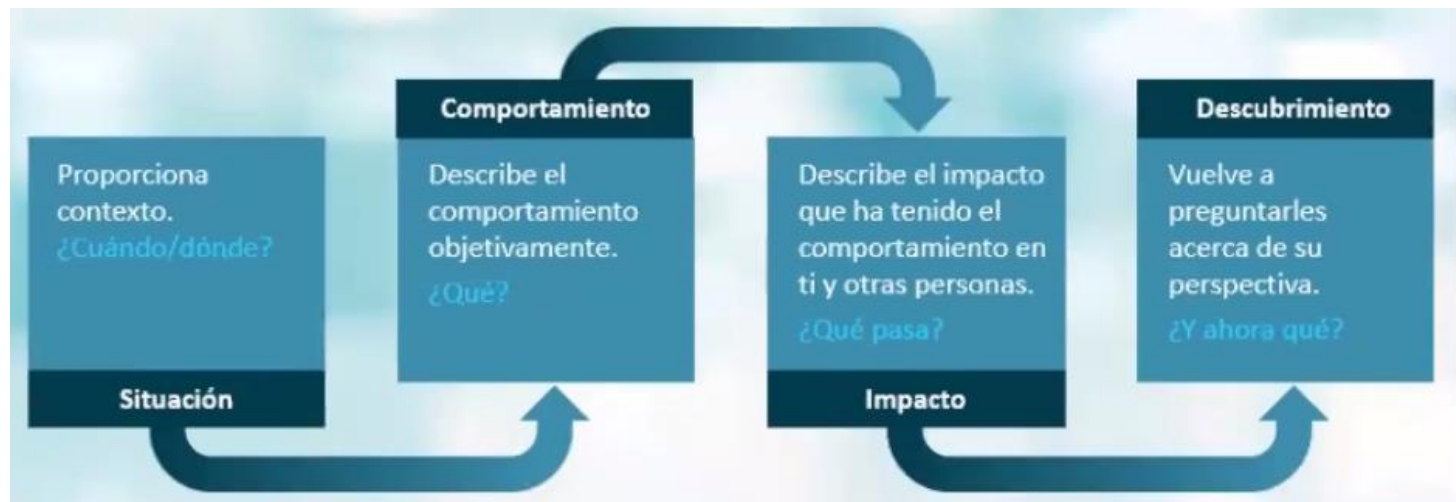 Proporciona
contexto.
¿Cuándo/dónde?
Situación
Comportamiento
Describe el
comportamiento
objetivamente.
¿Qué?
Describe el impacto
que ha tenido el
comportamiento en
ti y otras personas.
¿Qué pasa?
Impacto
Descubrimiento
Vuelve a
preguntarles
acerca de su
perspectiva.
¿Y ahora qué?